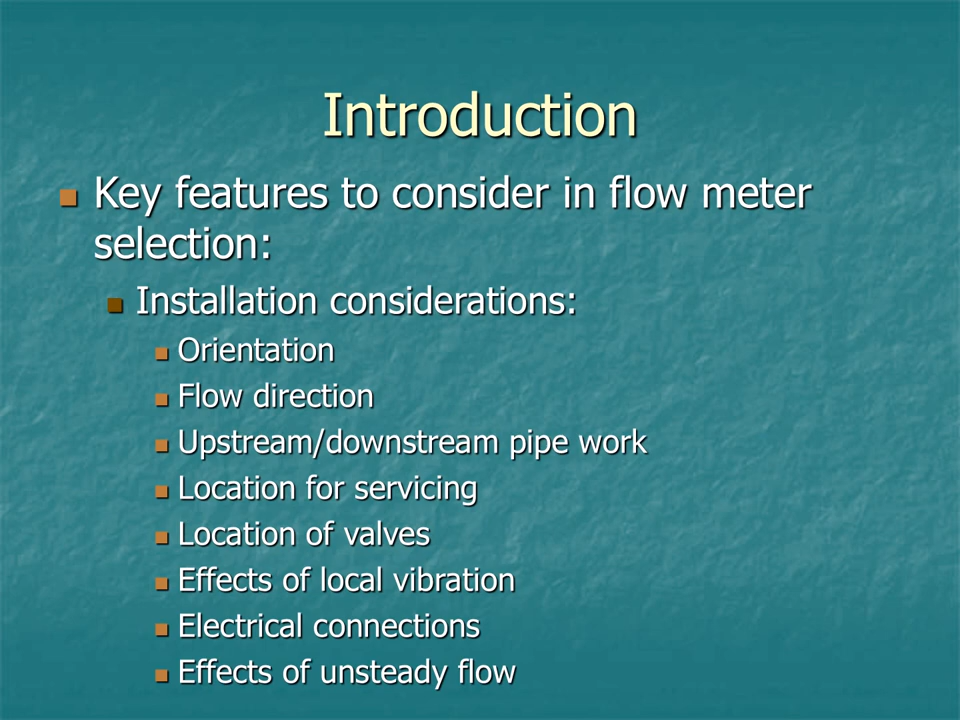 Introduction
Key features to consider in flow meter
selection:
Installation considerations:
Orientation
Flow direction
Upstream/downstream pipe work
Location for servicing
Location of valves
Effects of local vibration
Electrical connections
Effects of unsteady flow